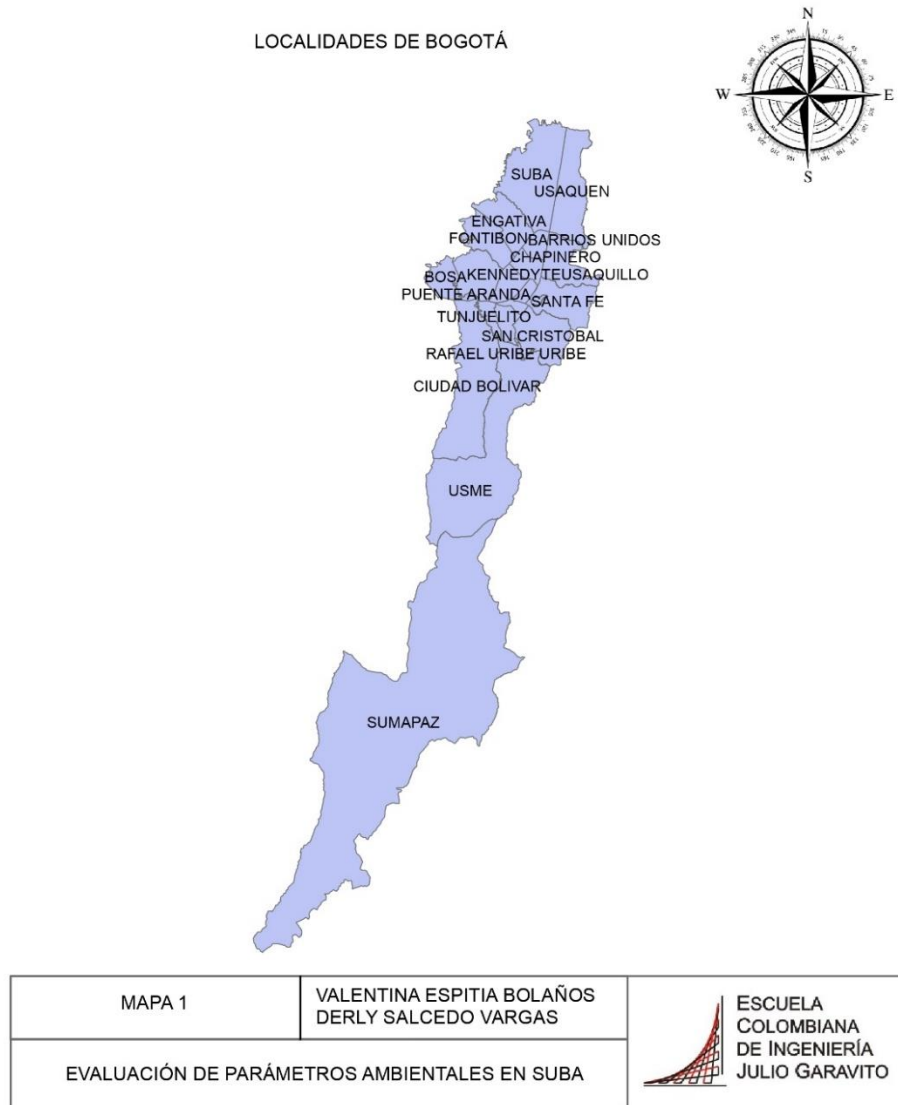 LOCALIDADES DE BOGOTÁ
N
W
E
S
SUBA
USAQUEN
ENGATIVA
FONTIBON
BARRIOS UNIDOS
CHAPINERO
BOSA
KENNEDY
TEUSAQUILLO
PUENTE ARANDA
SANTA FE
TUNJUELITO
SAN CRISTOBAL
RAFAEL URIBE URIBE
CIUDAD BOLIVAR
USME
SUMAPAZ
MAPA 1
VALENTINA ESPITIA BOLAÑOS
DERLY SALCEDO VARGAS
EVALUACIÓN DE PARÁMETROS AMBIENTALES EN SUBA
ESCUELA
COLOMBIANA
DE INGENIERÍA
JULIO GARAVITO